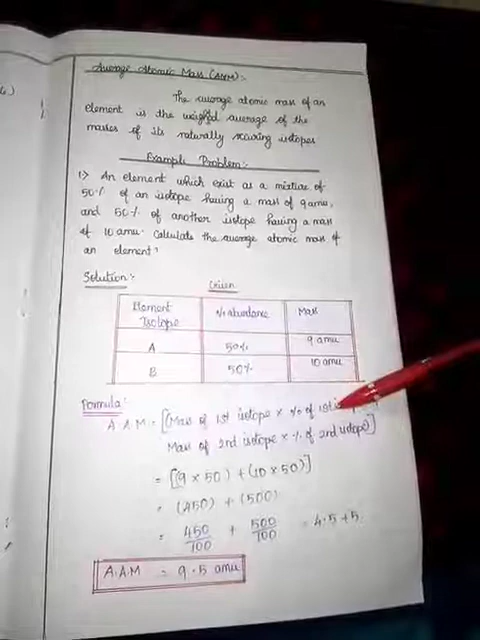 Average Atomic Mass (AAM):-
The average atomic mass of an
element is the weighd average of the
masses of its naturally occuring isotopes
Example Problem:-
1) An element which exist as a mixture of
50% of an isotope having a mass of 9 amu,
and 50% of another isotope having a mass
of 10 amu. Calculate the average atomic mass of
an element?
Solution:-
Given
Element Isotope % abundance Mass
A 50% 9 amu
B 50% 10 amu
Formula:
A A M = [(Mass of 1st isotope × % of 1st
Mass of 2nd isotope × % of 2nd isotope)]
= [(9 × 50) + (10 × 50)]
= (450) + (500)
= 450/100 + 500/100 = 4.5 + 5
A.A.M = 9.5 amu